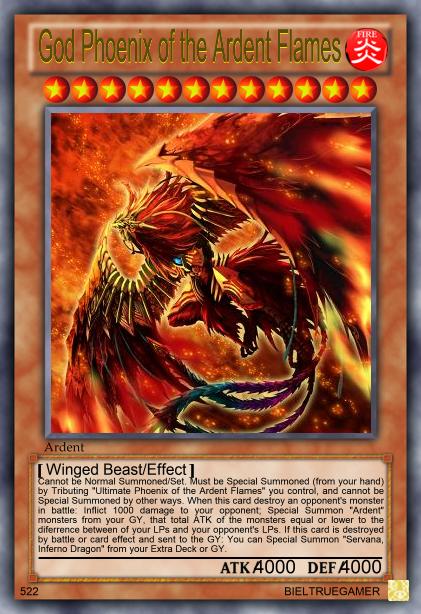 God Phoenix of the Ardent Flames
FIRE
炎
Ardent
[ Winged Beast/Effect ]
Cannot be Normal Summoned/Set. Must be Special Summoned (from your hand)
by Tributing "Ultimate Phoenix of the Ardent Flames" you control, and cannot be
Special Summoned by other ways. When this card destroy an opponent's monster
in battle: Inflict 1000 damage to your opponent; Special Summon "Ardent"
monsters from your GY, that total ATK of the monsters equal or lower to the
diferrence between of your LPs and your opponent's LPs. If this card is destroyed
by battle or card effect and sent to the GY: You can Special Summon "Servana,
Inferno Dragon" from your Extra Deck or GY.
ATK 4000 DEF 4000
522 BIELTRUEGAMER